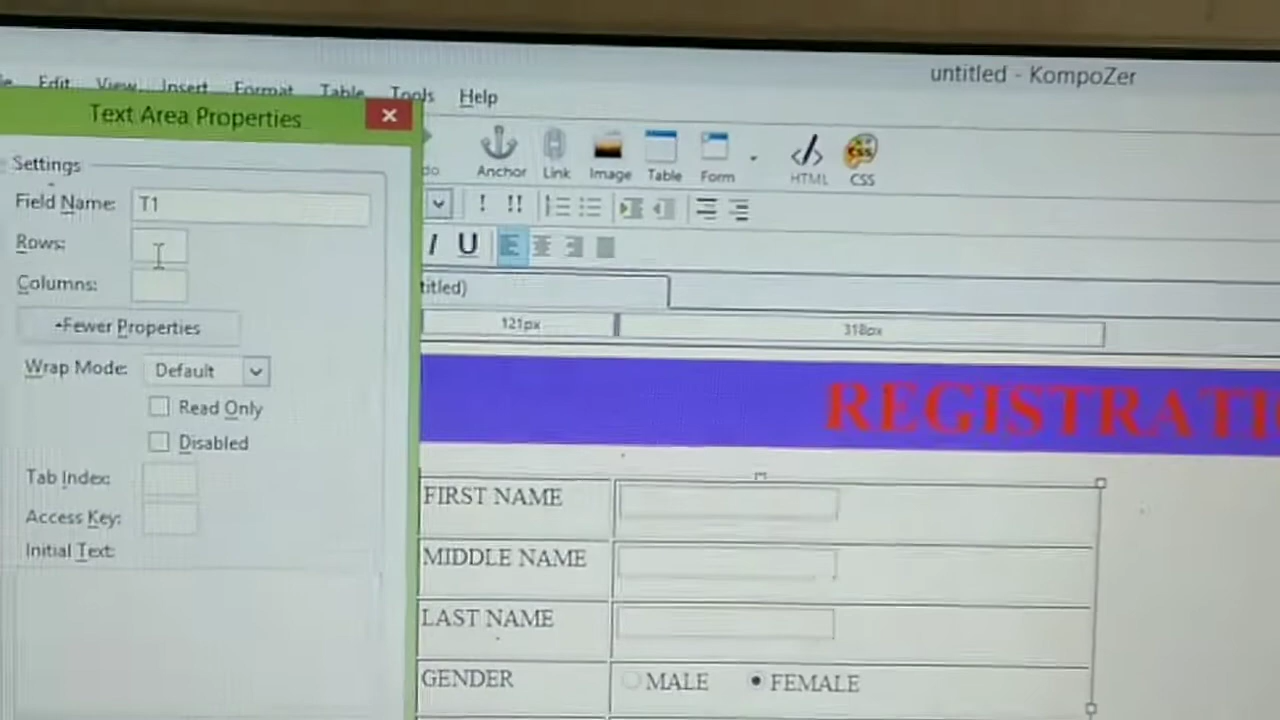 untitled - KompoZer
Edit View Insert Format Table Tools Help
Text Area Properties
Anchor Link Image Table Form HTML CSS
Settings
Field Name: T1
! !!
Rows:
I U
Columns:
titled)
-Fewer Properties
121px 318px
Wrap Mode: Default
Read Only
Disabled
REGISTRATI
Tab Index:
Access Key:
Initial Text:
FIRST NAME
MIDDLE NAME
LAST NAME
GENDER MALE FEMALE